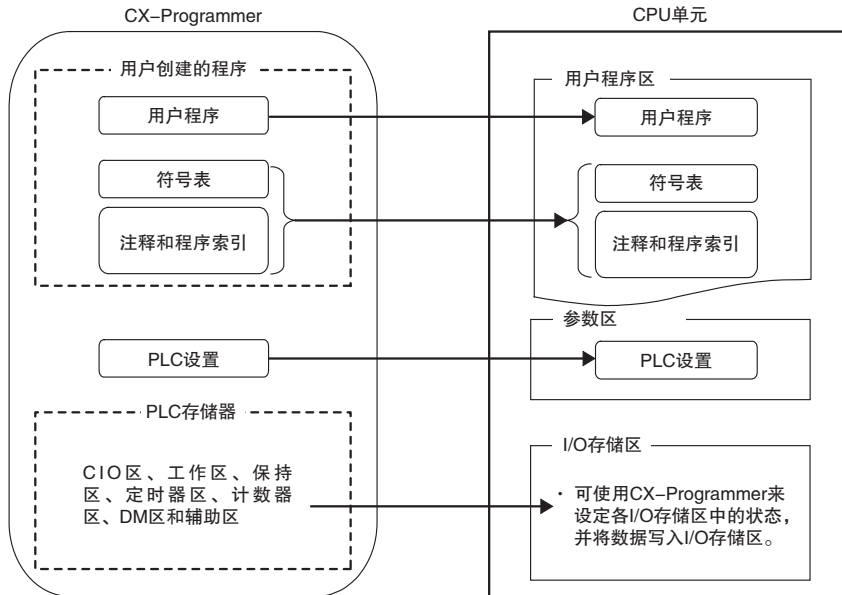 CX–Programmer
CPU单元
用户创建的程序
用户程序区
用户程序
用户程序
符号表
符号表
注释和程序索引
注释和程序索引
参数区
PLC设置
PLC设置
PLC存储器
I/O存储区
CIO区、工作区、保持
区、定时器区、计数器
区、DM区和辅助区
· 可使用CX–Programmer来
设定各I/O存储区中的状态，
并将数据写入I/O存储区。